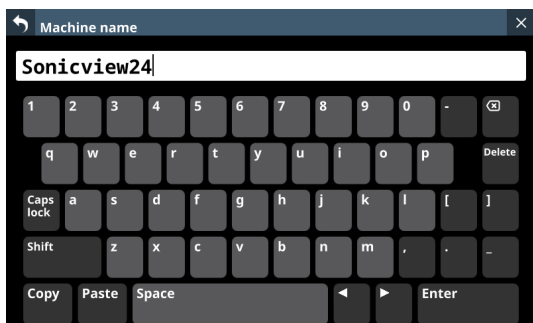 Machine name
Sonicview24
1 2 3 4 5 6 7 8 9 0 -
q w e r t y u i o p Delete
Caps lock a s d f g h j k l [ ]
Shift z x c v b n m , . _
Copy Paste Space Enter